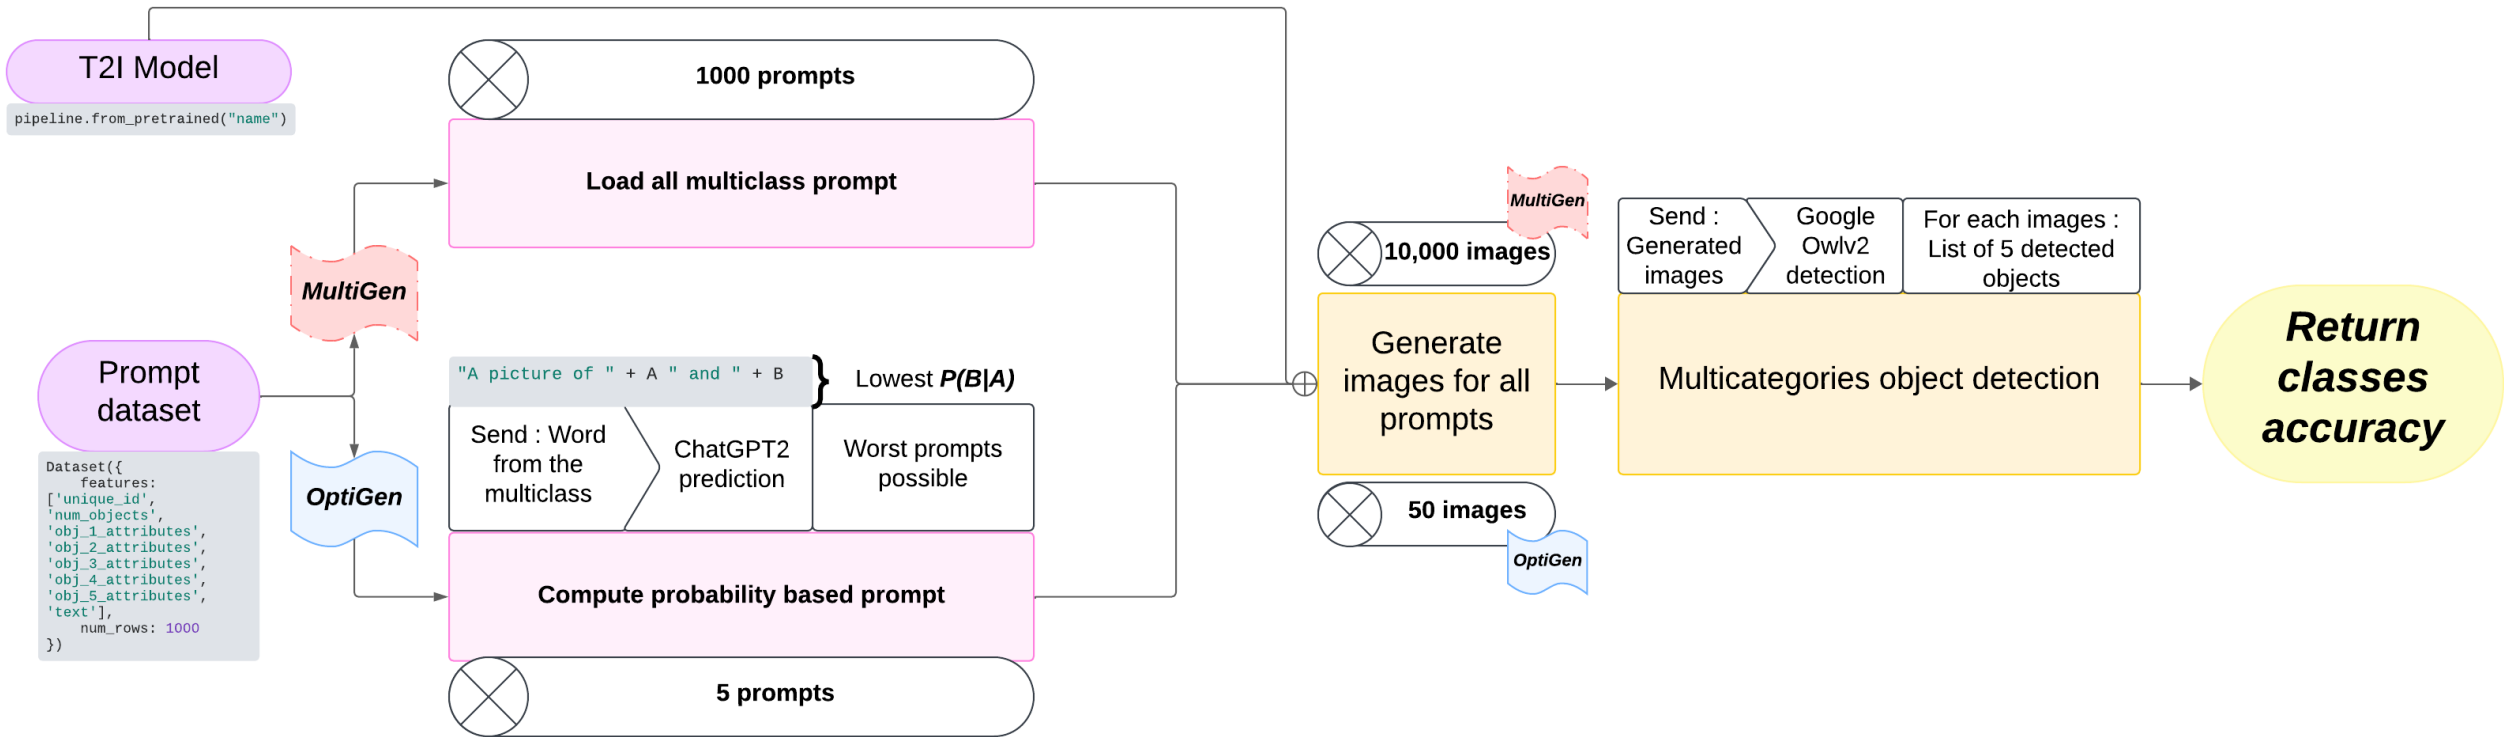 T2I Model
pipeline.from_pretrained("name")
1000 prompts
Load all multiclass prompt
MultiGen
Prompt
dataset
Dataset({
features:
['unique_id',
'num_objects',
'obj_1_attributes',
'obj_2_attributes',
'obj_3_attributes',
'obj_4_attributes',
'obj_5_attributes',
'text'],
num_rows: 1000
})
OptiGen
"A picture of " + A " and " + B
} Lowest P(B|A)
Send : Word
from the
multiclass
ChatGPT2
prediction
Worst prompts
possible
Compute probability based prompt
5 prompts
MultiGen
10,000 images
Generate
images for all
prompts
50 images
OptiGen
Send :
Generated
images
Google
Owlv2
detection
For each images :
List of 5 detected
objects
Multicategories object detection
Return
classes
accuracy